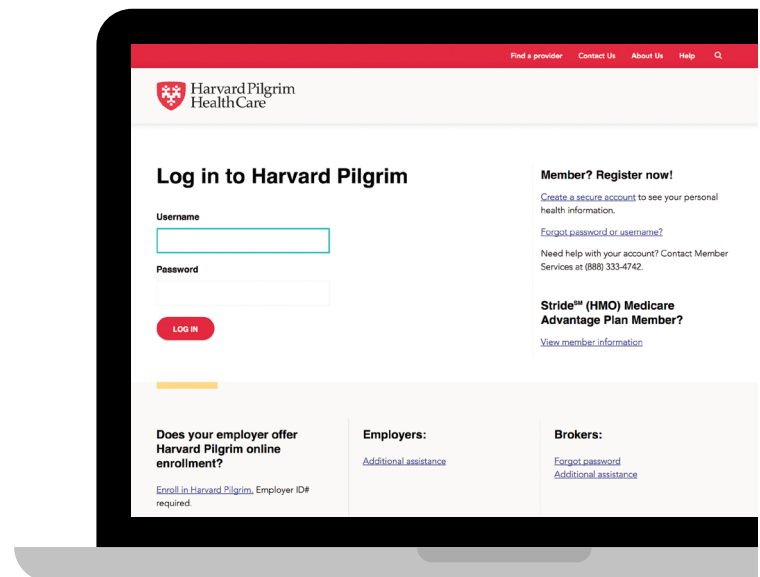 Find a provider Contact Us About Us Help
Harvard Pilgrim
HealthCare
Log in to Harvard Pilgrim
Username
Password
LOG IN
Member? Register now!
Create a secure account to see your personal
health information.
Forgot password or username?
Need help with your account? Contact Member
Services at (888) 333-4742.
Stride℠ (HMO) Medicare
Advantage Plan Member?
View member information
Does your employer offer
Harvard Pilgrim online
enrollment?
Enroll in Harvard Pilgrim. Employer ID#
required.
Employers:
Additional assistance
Brokers:
Forgot password
Additional assistance